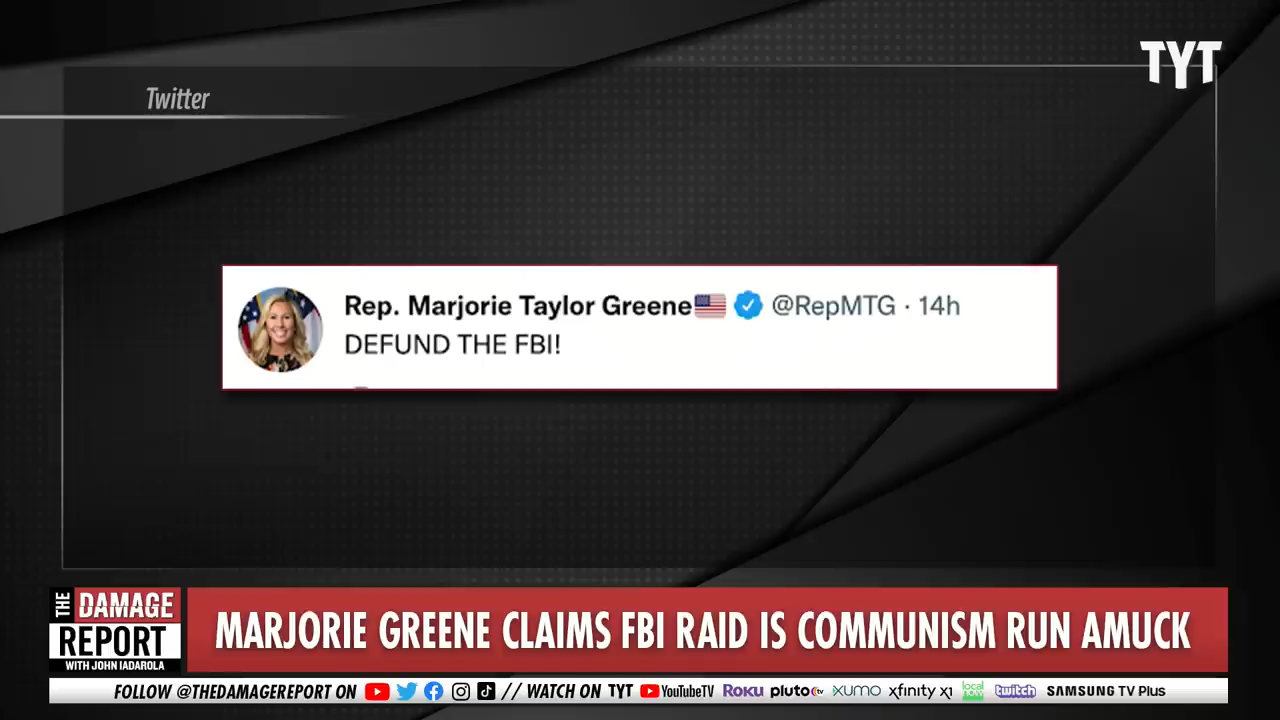 TYT
Twitter
Rep. Marjorie Taylor Greene @RepMTG · 14h
DEFUND THE FBI!
THE DAMAGE REPORT
WITH JOHN IADAROLA
MARJORIE GREENE CLAIMS FBI RAID IS COMMUNISM RUN AMUCK
FOLLOW @THEDAMAGEREPORT ON // WATCH ON TYT YouTubeTV Roku pluto tv XUMO xfinity x1 local now twitch SAMSUNG TV Plus